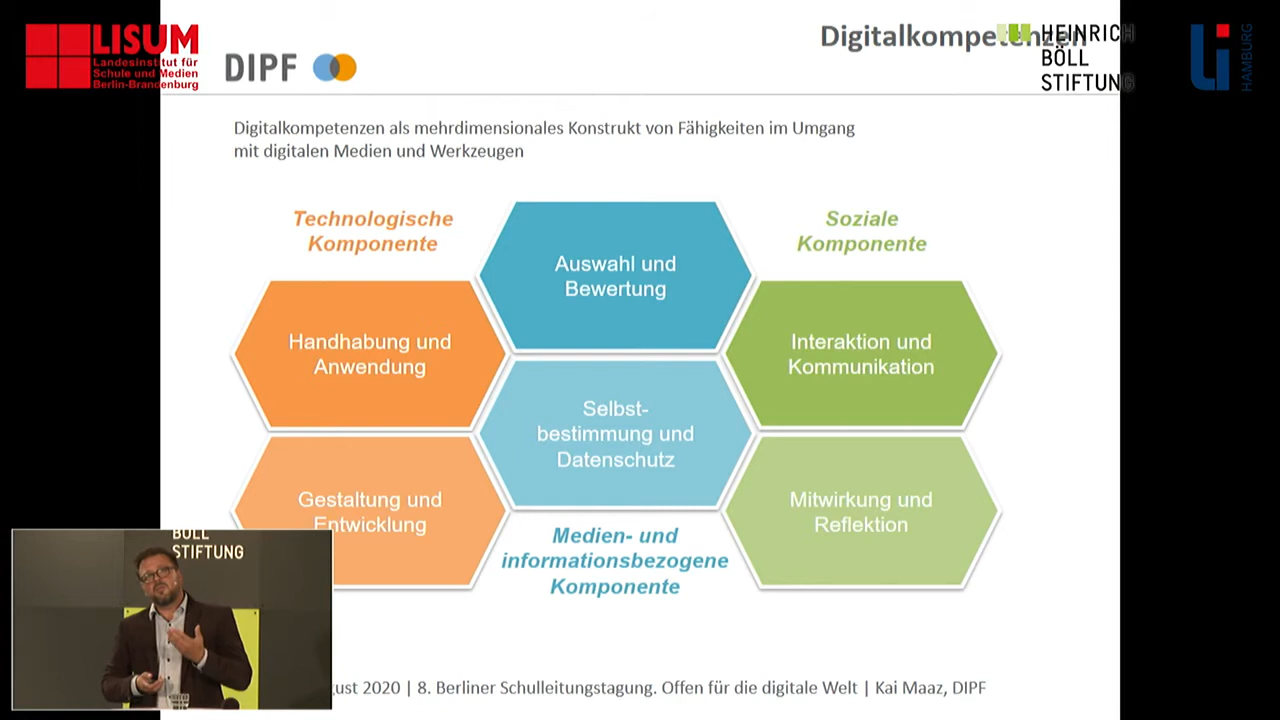 LISUM
Landesinstitut für
Schule und Medien
Berlin-Brandenburg
DIPF
Digitalkompetenzen
HEINRICH
BÖLL
STIFTUNG
Li
HAMBURG
Digitalkompetenzen als mehrdimensionales Konstrukt von Fähigkeiten im Umgang
mit digitalen Medien und Werkzeugen
Technologische
Komponente
Auswahl und
Bewertung
Soziale
Komponente
Handhabung und
Anwendung
Interaktion und
Kommunikation
Selbst-
bestimmung und
Datenschutz
Gestaltung und
Entwicklung
Mitwirkung und
Reflektion
Medien- und
informationsbezogene
Komponente
BÖLL
STIFTUNG
gust 2020 | 8. Berliner Schulleitungstagung. Offen für die digitale Welt | Kai Maaz, DIPF